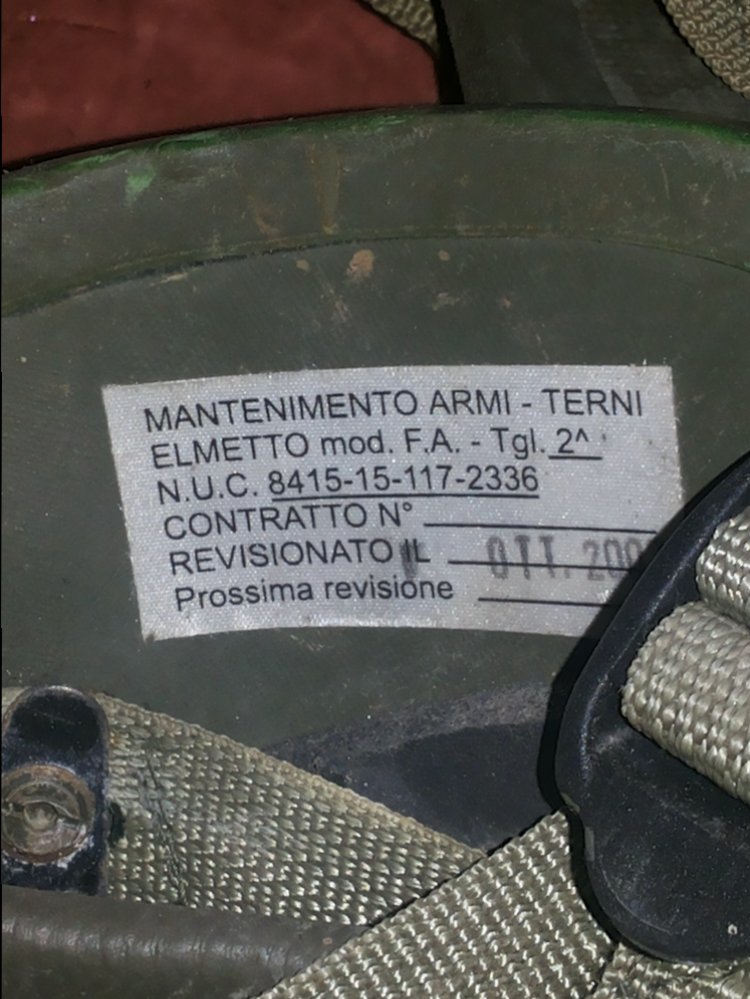 MANTENIMENTO ARMI - TERNI
ELMETTO mod. F.A. - Tgl. 2^
N.U.C. 8415-15-117-2336
CONTRATTO N°
REVISIONATO IL OTT.
Prossima revisione